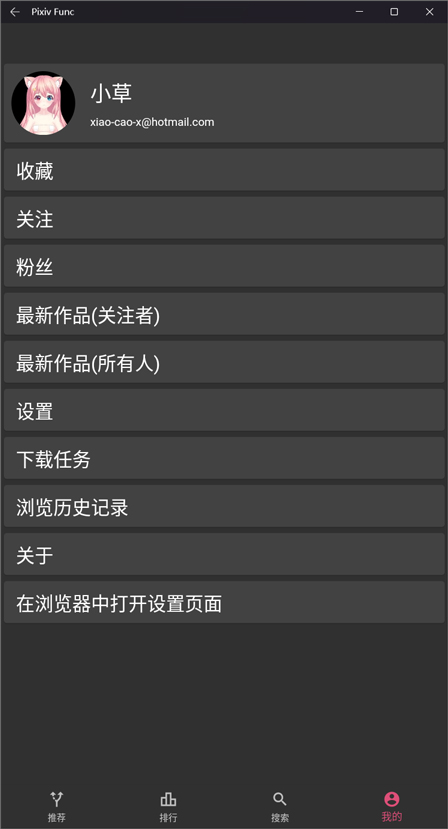 Pixiv Func
小草
xiao-cao-x@hotmail.com
收藏
关注
粉丝
最新作品(关注者)
最新作品(所有人)
设置
下载任务
浏览历史记录
关于
在浏览器中打开设置页面
推荐
排行
搜索
我的